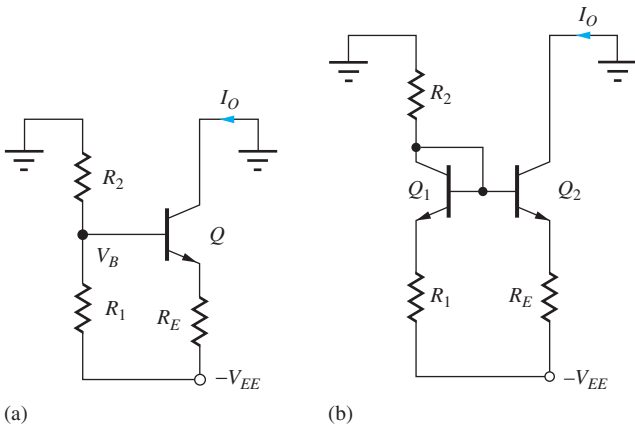 I_O
R_2
V_B
Q
R_1
R_E
−V_EE
(a)
I_O
R_2
Q_1
Q_2
R_1
R_E
−V_EE
(b)